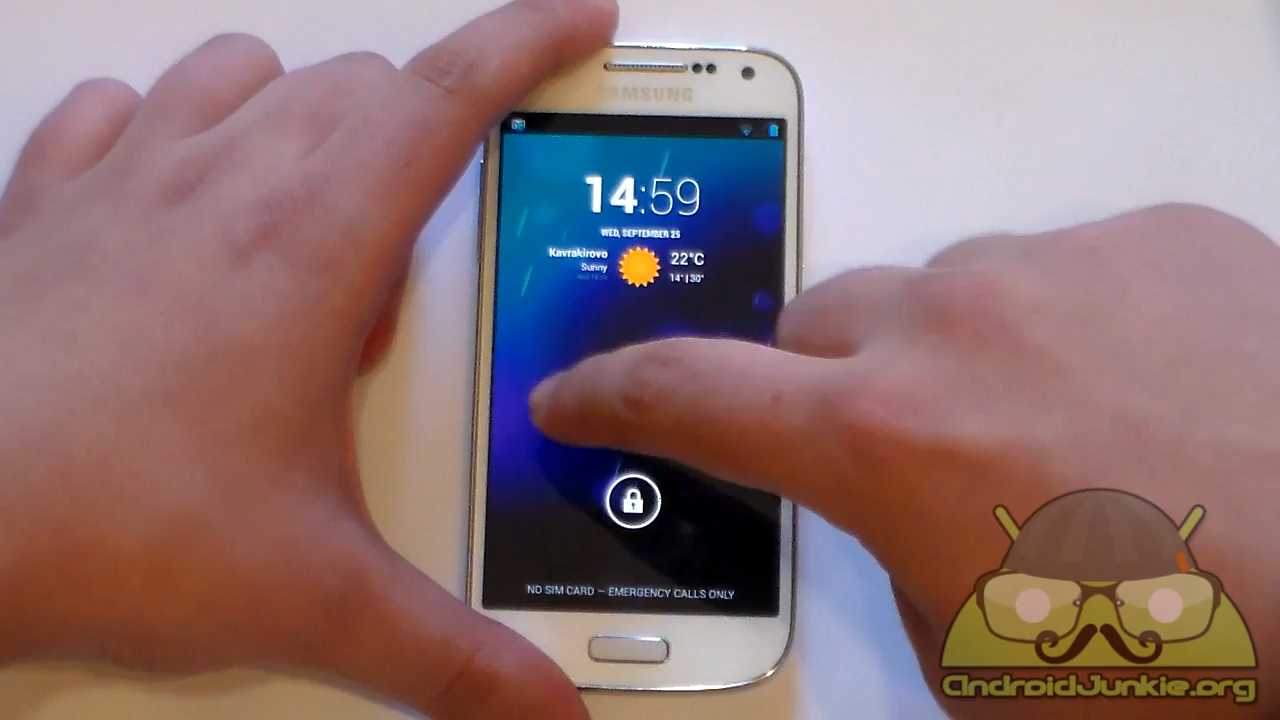 SAMSUNG
14:59
WED, SEPTEMBER 25
Kavrakirovo
Sunny
22°C
14° | 30°
NO SIM CARD — EMERGENCY CALLS ONLY
AndroidJunkie.org